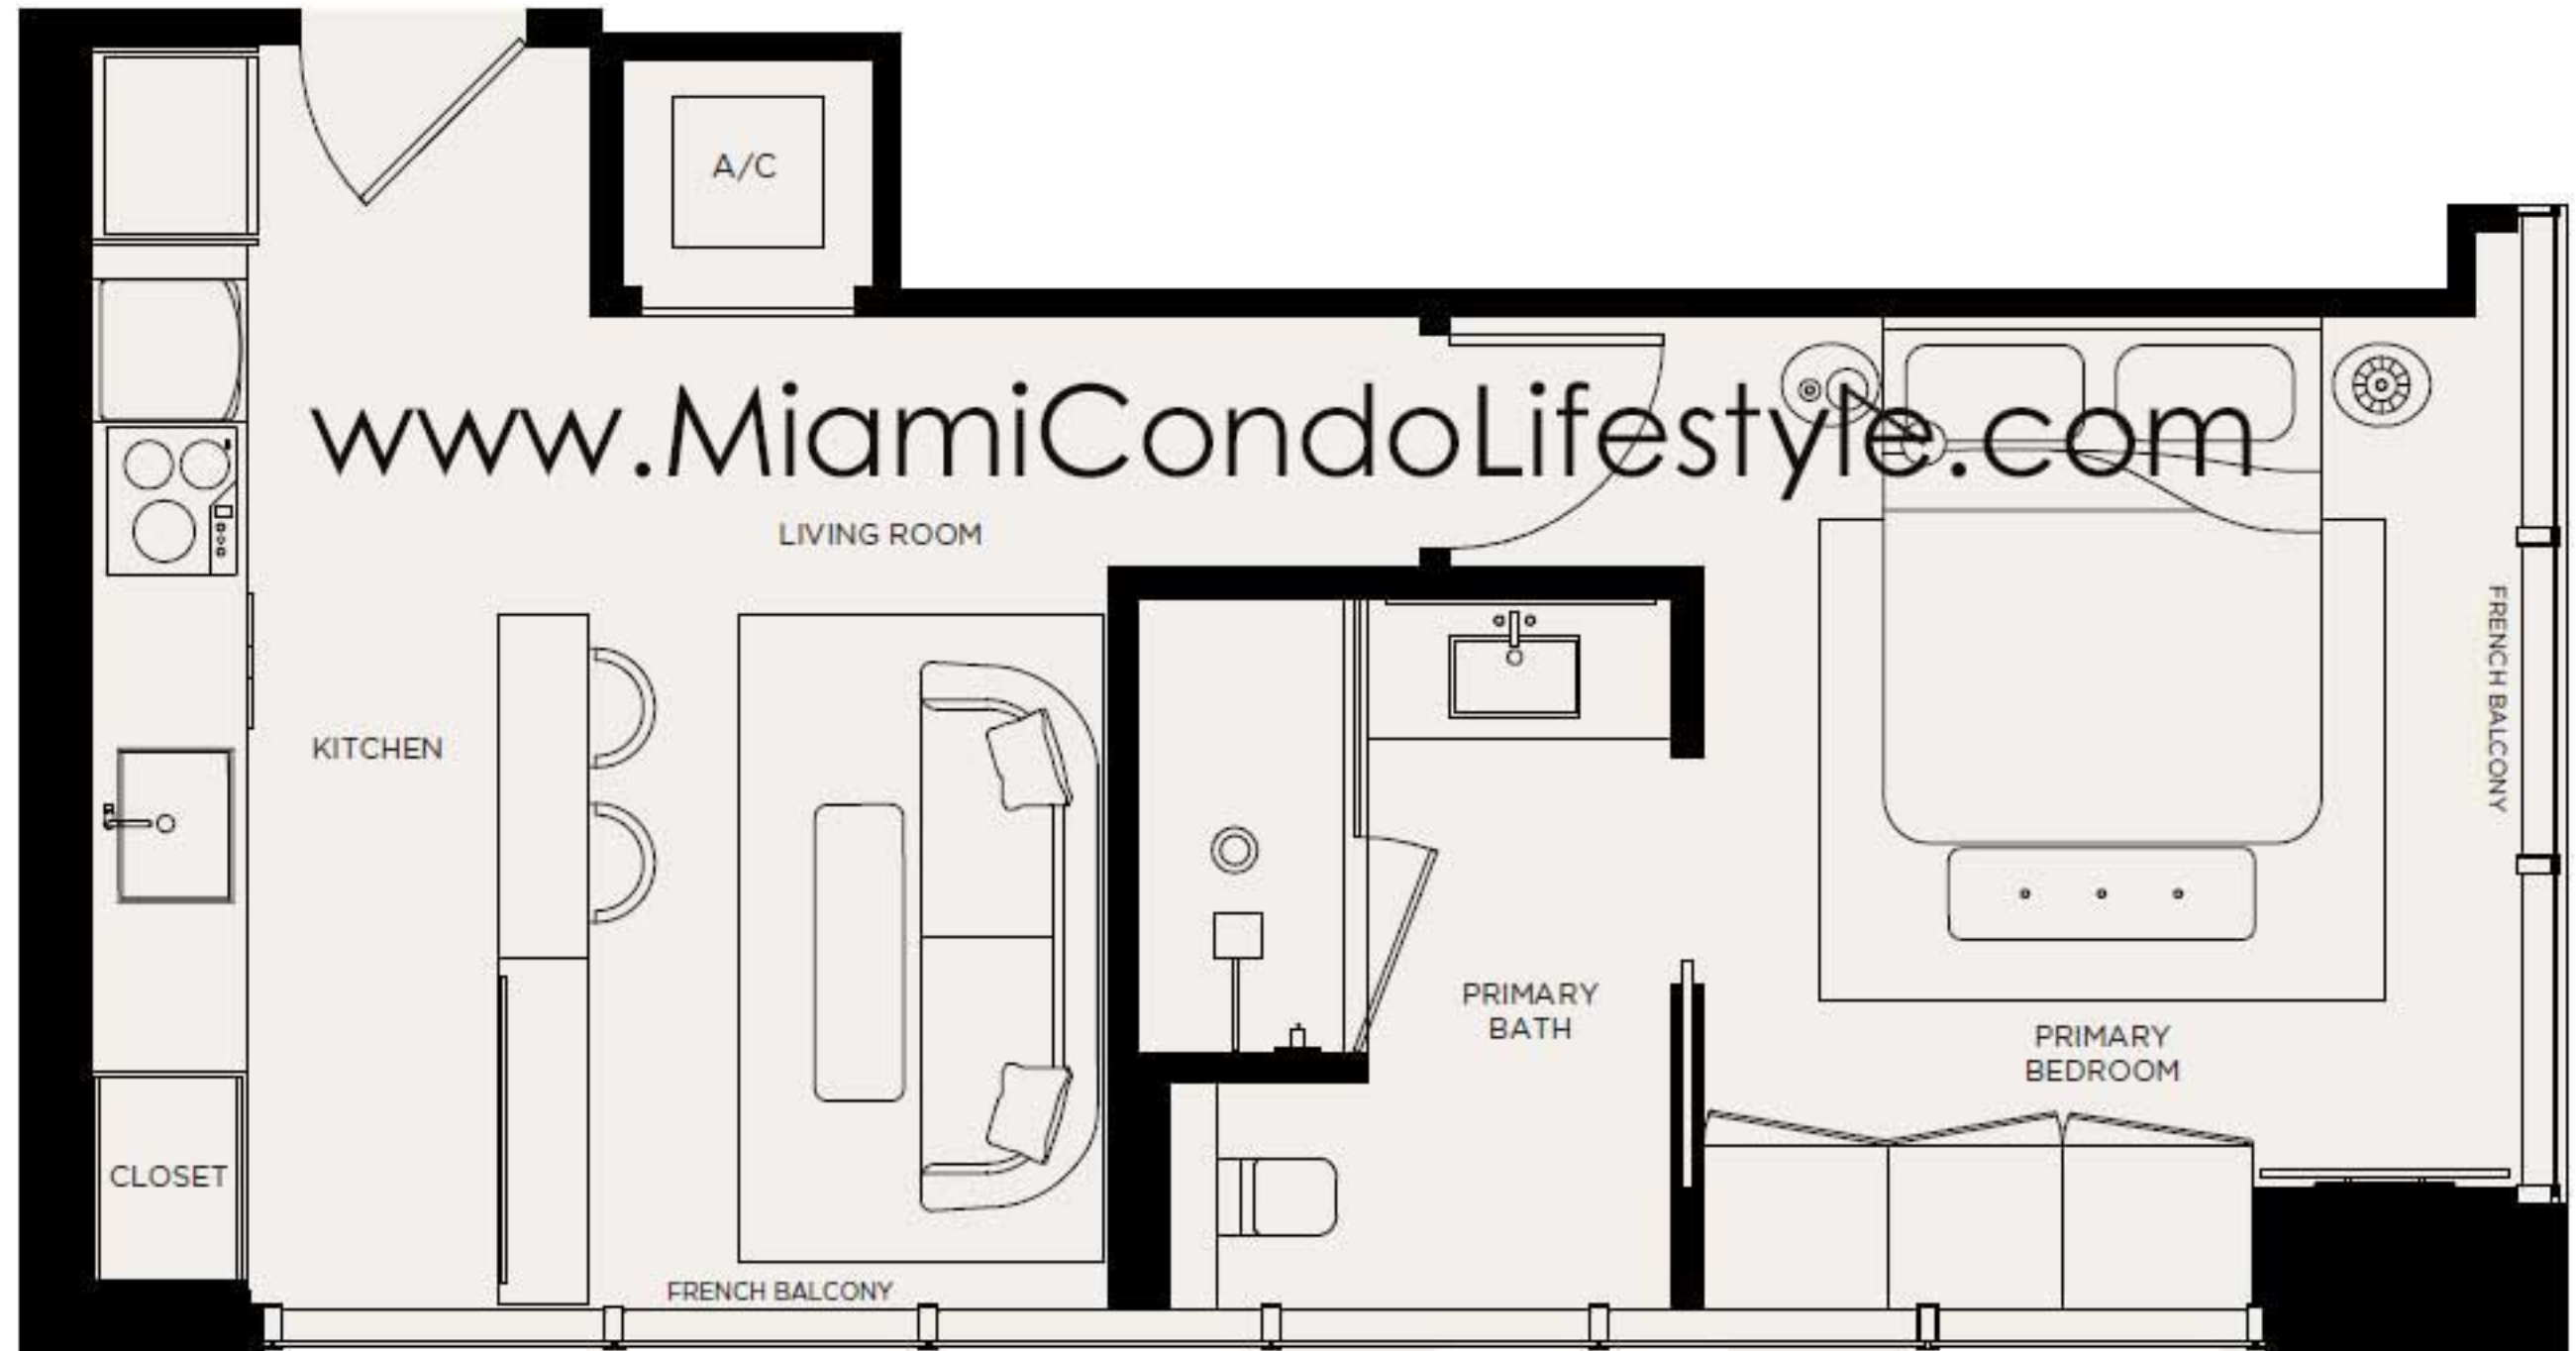 A/C
www.MiamiCondoLifestyle.com
LIVING ROOM
FRENCH BALCONY
KITCHEN
PRIMARY
BATH
PRIMARY
BEDROOM
CLOSET
FRENCH BALCONY